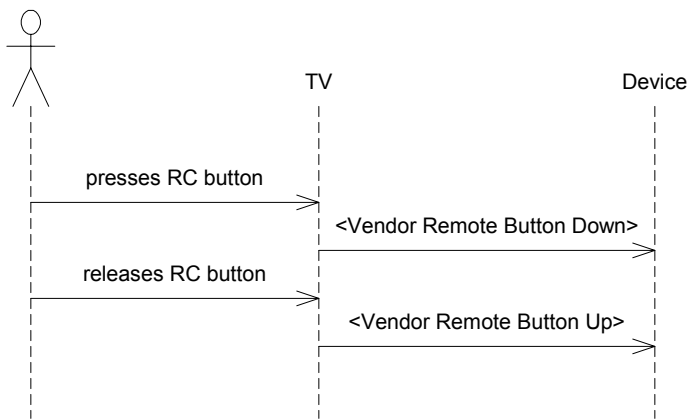 TV
Device
presses RC button
<Vendor Remote Button Down>
releases RC button
<Vendor Remote Button Up>